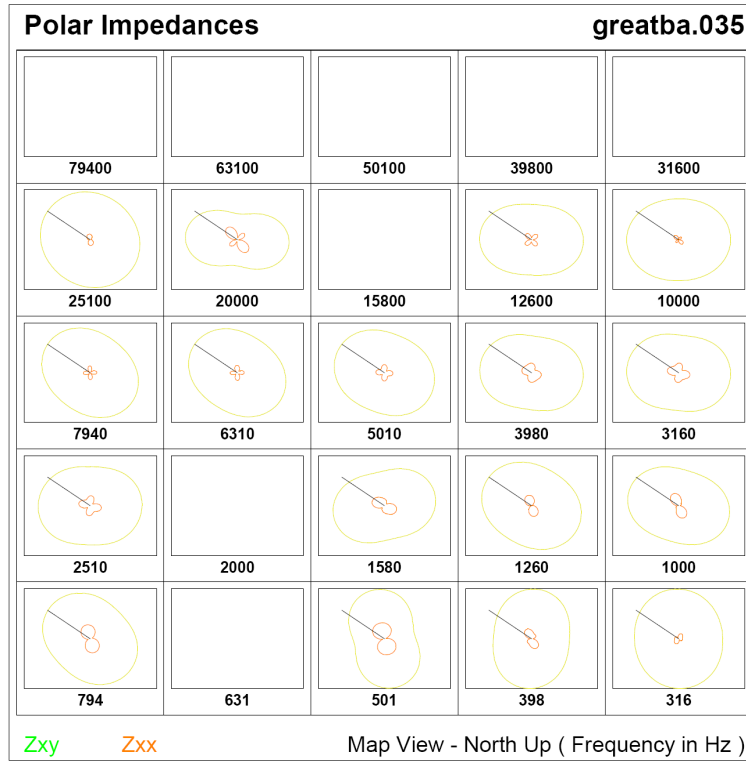 Polar Impedances greatba.035
79400 63100 50100 39800 31600
25100 20000 15800 12600 10000
7940 6310 5010 3980 3160
2510 2000 1580 1260 1000
794 631 501 398 316
Zxy Zxx Map View - North Up ( Frequency in Hz )